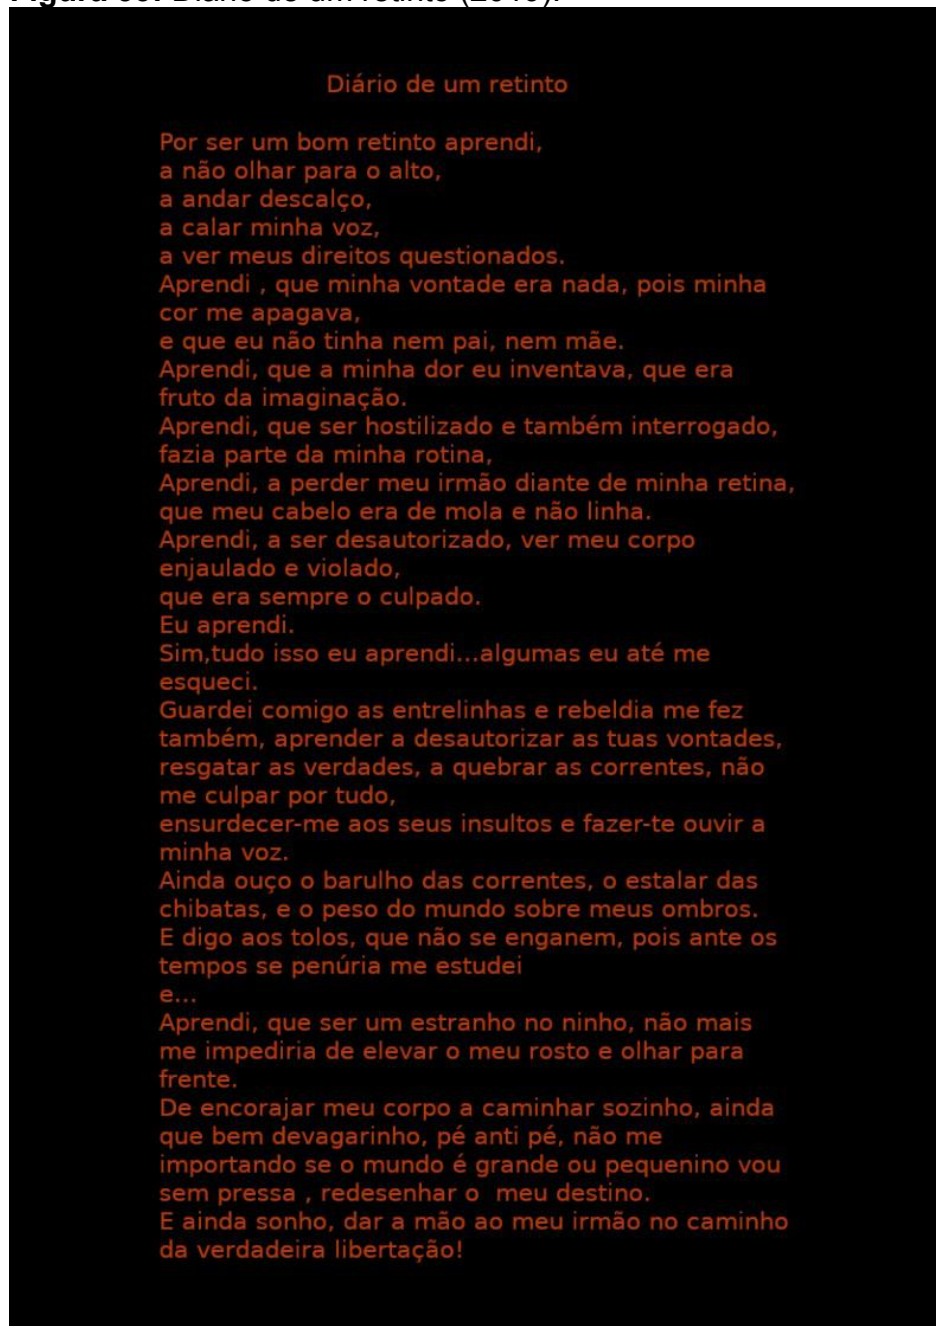 Diário de um retinto
Por ser um bom retinto aprendi,
a não olhar para o alto,
a andar descalço,
a calar minha voz,
a ver meus direitos questionados.
Aprendi , que minha vontade era nada, pois minha
cor me apagava,
e que eu não tinha nem pai, nem mãe.
Aprendi, que a minha dor eu inventava, que era
fruto da imaginação.
Aprendi, que ser hostilizado e também interrogado,
fazia parte da minha rotina,
Aprendi, a perder meu irmão diante de minha retina,
que meu cabelo era de mola e não linha.
Aprendi, a ser desautorizado, ver meu corpo
enjaulado e violado,
que era sempre o culpado.
Eu aprendi.
Sim,tudo isso eu aprendi...algumas eu até me
esqueci.
Guardei comigo as entrelinhas e rebeldia me fez
também, aprender a desautorizar as tuas vontades,
resgatar as verdades, a quebrar as correntes, não
me culpar por tudo,
ensurdecer-me aos seus insultos e fazer-te ouvir a
minha voz.
Ainda ouço o barulho das correntes, o estalar das
chibatas, e o peso do mundo sobre meus ombros.
E digo aos tolos, que não se enganem, pois ante os
tempos se penúria me estudei
e...
Aprendi, que ser um estranho no ninho, não mais
me impediria de elevar o meu rosto e olhar para
frente.
De encorajar meu corpo a caminhar sozinho, ainda
que bem devagarinho, pé anti pé, não me
importando se o mundo é grande ou pequenino vou
sem pressa , redesenhar o  meu destino.
E ainda sonho, dar a mão ao meu irmão no caminho
da verdadeira libertação!